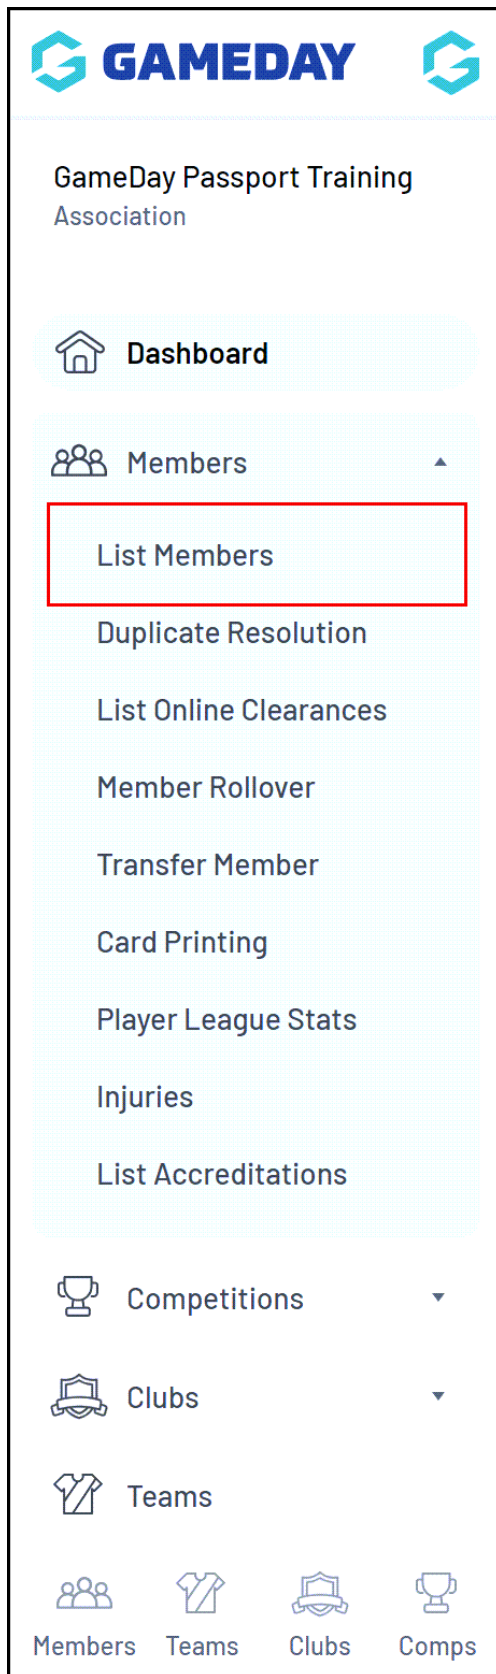 GAMEDAY
GameDay Passport Training
Association
Dashboard
Members
List Members
Duplicate Resolution
List Online Clearances
Member Rollover
Transfer Member
Card Printing
Player League Stats
Injuries
List Accreditations
Competitions
Clubs
Teams
Members Teams Clubs Comps